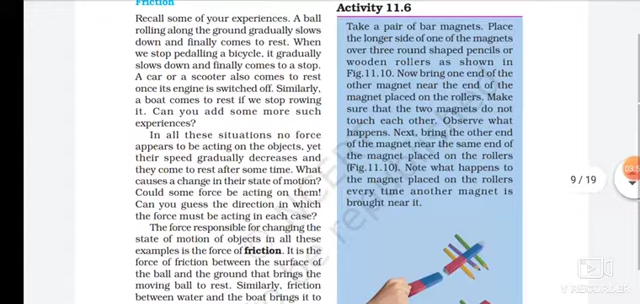 Friction
Recall some of your experiences. A ball
rolling along the ground gradually slows
down and finally comes to rest. When
we stop pedalling a bicycle, it gradually
slows down and finally comes to a stop.
A car or a scooter also comes to rest
once its engine is switched off. Similarly,
a boat comes to rest if we stop rowing
it. Can you add some more such
experiences?
In all these situations no force
appears to be acting on the objects, yet
their speed gradually decreases and
they come to rest after some time. What
causes a change in their state of motion?
Could some force be acting on them!
Can you guess the direction in which
the force must be acting in each case?
The force responsible for changing the
state of motion of objects in all these
examples is the force of friction. It is the
force of friction between the surface of
the ball and the ground that brings the
moving ball to rest. Similarly, friction
between water and the boat brings it to
Activity 11.6
Take a pair of bar magnets. Place
the longer side of one of the magnets
over three round shaped pencils or
wooden rollers as shown in
Fig.11.10. Now bring one end of the
other magnet near the end of the
magnet placed on the rollers. Make
sure that the two magnets do not
touch each other. Observe what
happens. Next, bring the other end
of the magnet near the same end of
the magnet placed on the rollers
(Fig.11.10). Note what happens to
the magnet placed on the rollers
every time another magnet is
brought near it.
9 / 19
V RECORDER